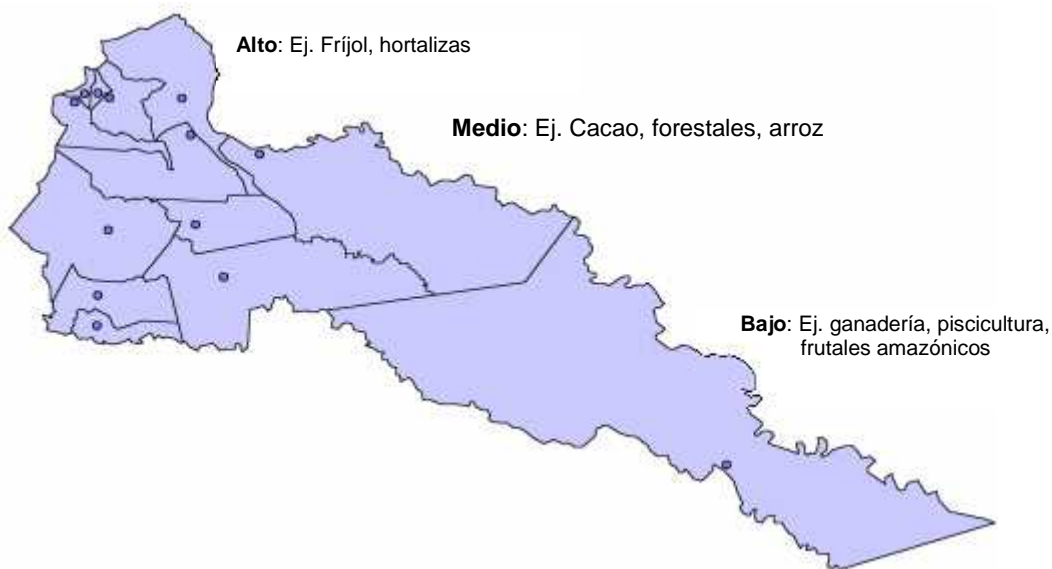 Alto: Ej. Fríjol, hortalizas
Medio: Ej. Cacao, forestales, arroz
Bajo: Ej. ganadería, piscicultura,
frutales amazónicos